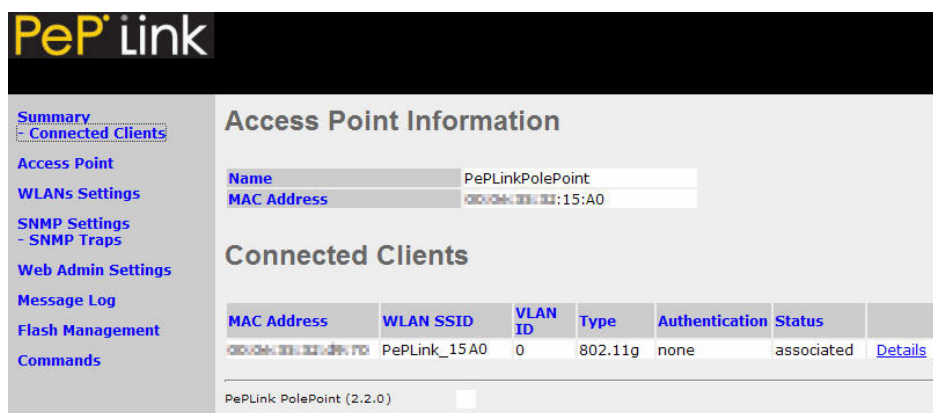 PePLink
Summary
- Connected Clients
Access Point
WLANs Settings
SNMP Settings
- SNMP Traps
Web Admin Settings
Message Log
Flash Management
Commands
Access Point Information
Name PePLinkPolePoint
MAC Address :15:A0
Connected Clients
MAC Address WLAN SSID VLAN ID Type Authentication Status
PePLink_15A0 0 802.11g none associated Details
PePLink PolePoint (2.2.0)